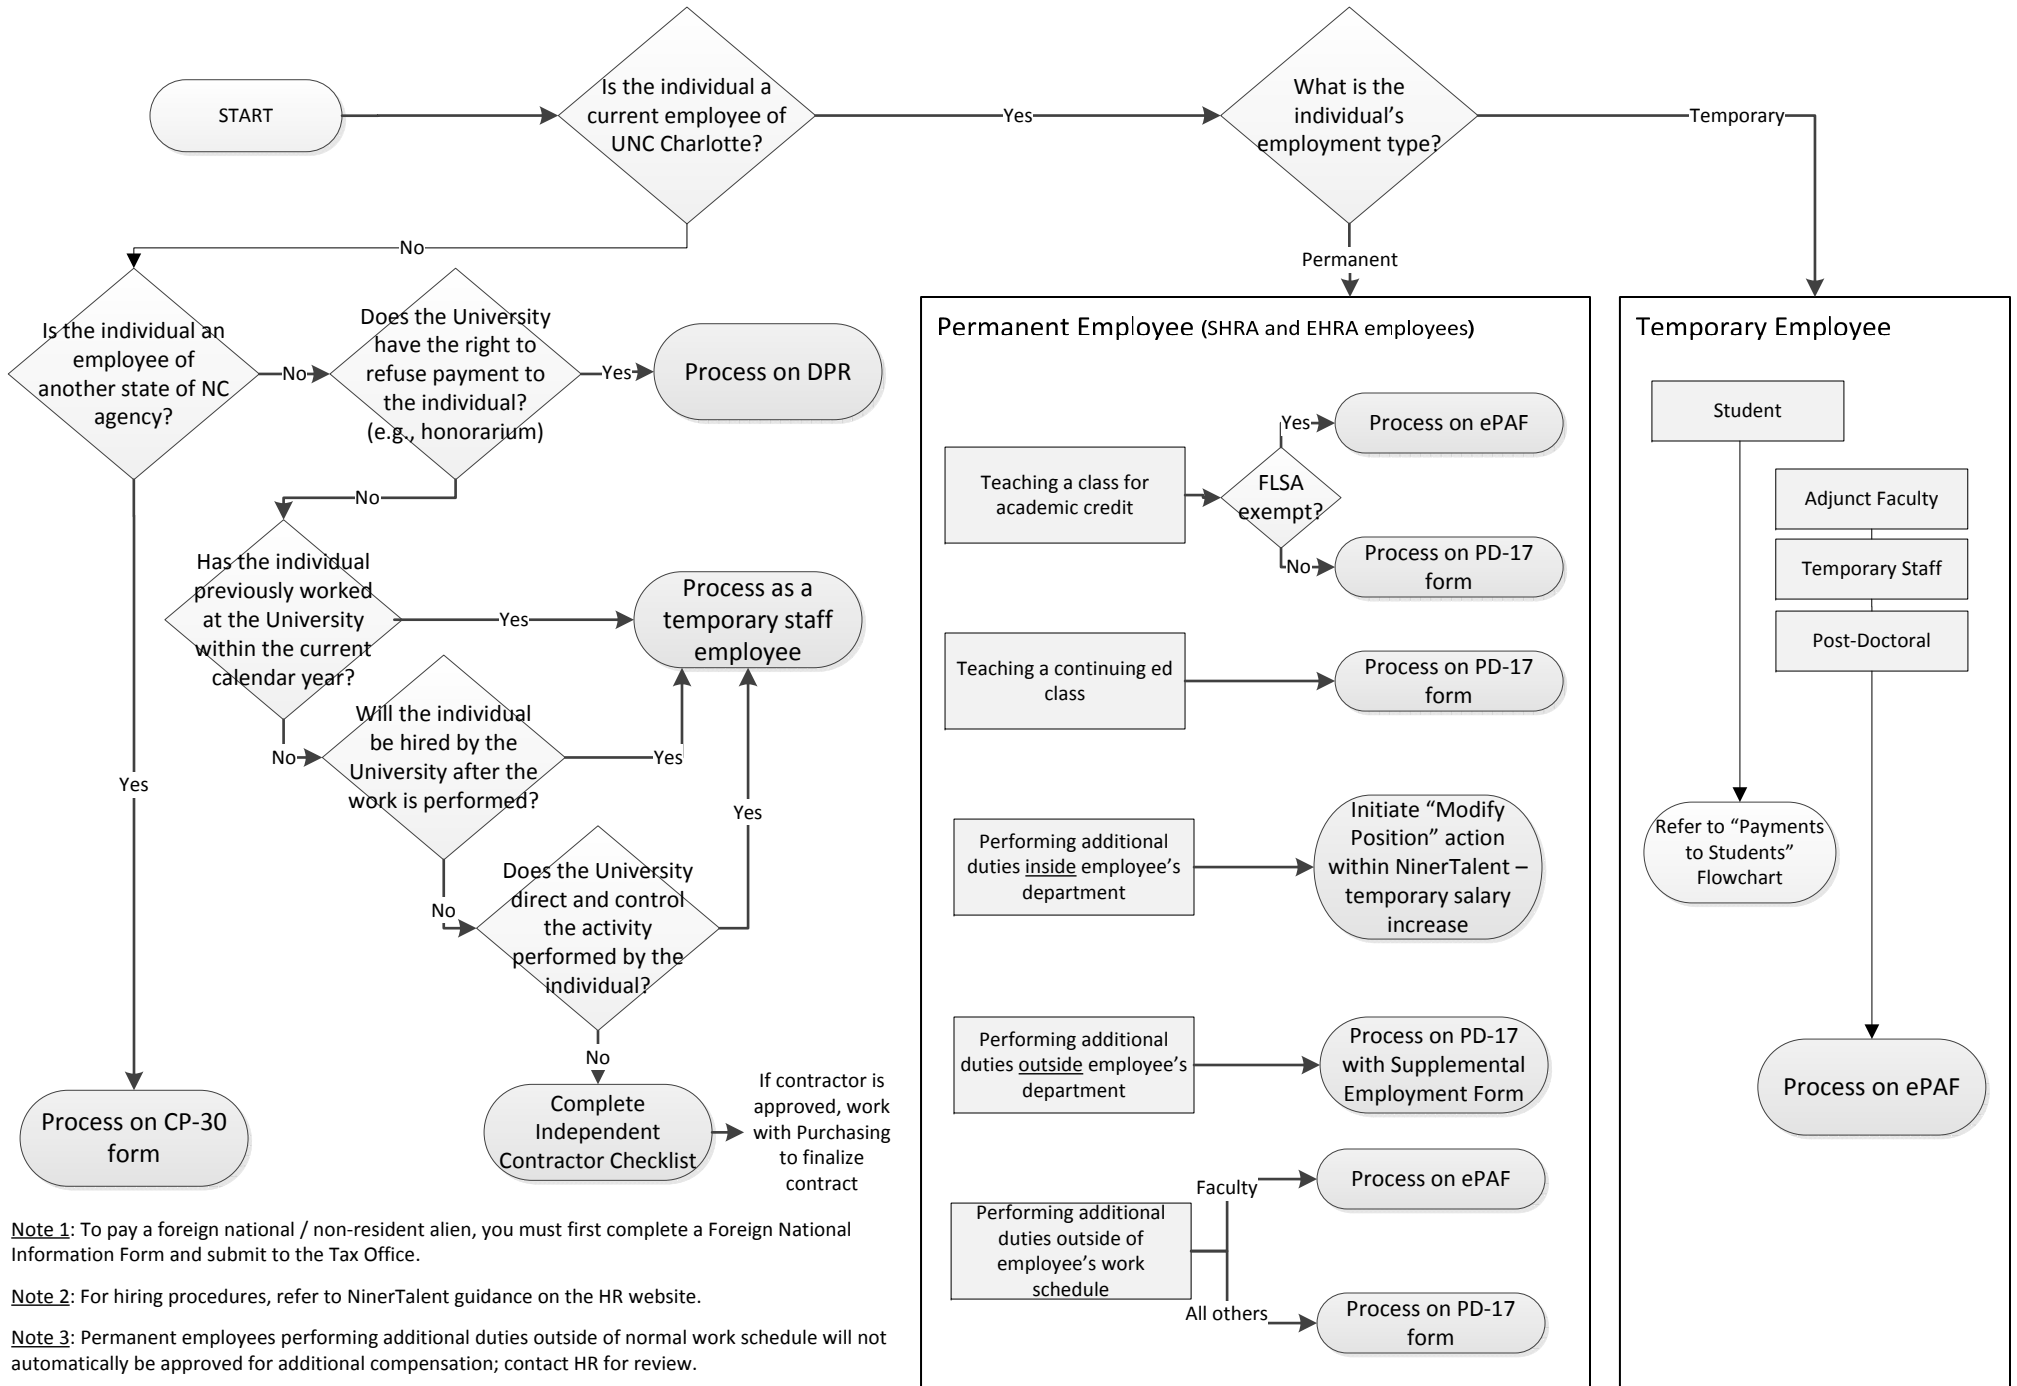 START
Is the individual a
current employee of
UNC Charlotte?
Yes
What is the
individual's
employment type?
Temporary
No
Permanent
Is the individual an
employee of
another state of NC
agency?
No
Does the University
have the right to
refuse payment to
the individual?
(e.g., honorarium)
Yes
Process on DPR
No
Has the individual
previously worked
at the University
within the current
calendar year?
Yes
Process as a
temporary staff
employee
No
Will the individual
be hired by the
University after the
work is performed?
Yes
Yes
Yes
No
Does the University
direct and control
the activity
performed by the
individual?
No
Process on CP-30
form
Complete
Independent
Contractor Checklist
If contractor is
approved, work
with Purchasing
to finalize
contract
Permanent Employee (SHRA and EHRA employees)
Teaching a class for
academic credit
FLSA
exempt?
Yes
Process on ePAF
No
Process on PD-17
form
Teaching a continuing ed
class
Process on PD-17
form
Performing additional
duties inside employee's
department
Initiate “Modify
Position” action
within NinerTalent –
temporary salary
increase
Performing additional
duties outside employee's
department
Process on PD-17
with Supplemental
Employment Form
Performing additional
duties outside of
employee's work
schedule
Faculty
Process on ePAF
All others
Process on PD-17
form
Temporary Employee
Student
Adjunct Faculty
Temporary Staff
Post-Doctoral
Refer to “Payments
to Students”
Flowchart
Process on ePAF
Note 1: To pay a foreign national / non-resident alien, you must first complete a Foreign National
Information Form and submit to the Tax Office.
Note 2: For hiring procedures, refer to NinerTalent guidance on the HR website.
Note 3: Permanent employees performing additional duties outside of normal work schedule will not
automatically be approved for additional compensation; contact HR for review.